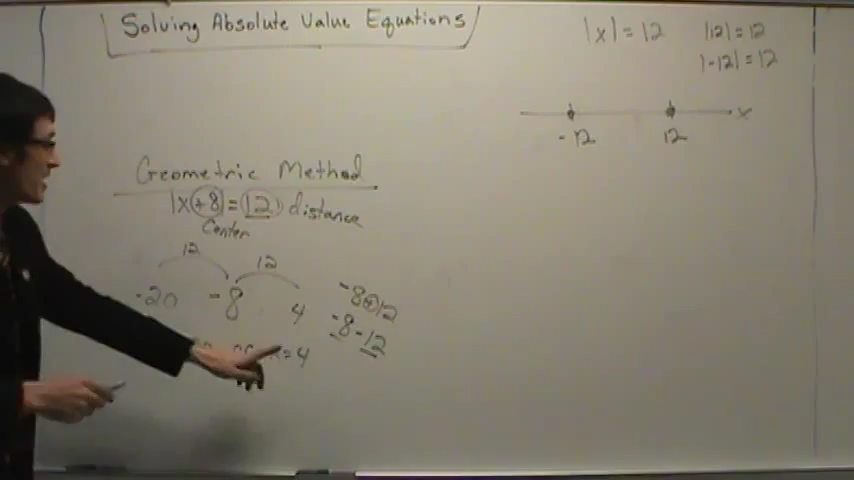 Solving Absolute Value Equations
|x| = 12
|12| = 12
|-12| = 12
-12 12 x
Geometric Method
|x+8| = 12 distance
Center
12 12
-20 -8 4
-8+12
-8-12
=4